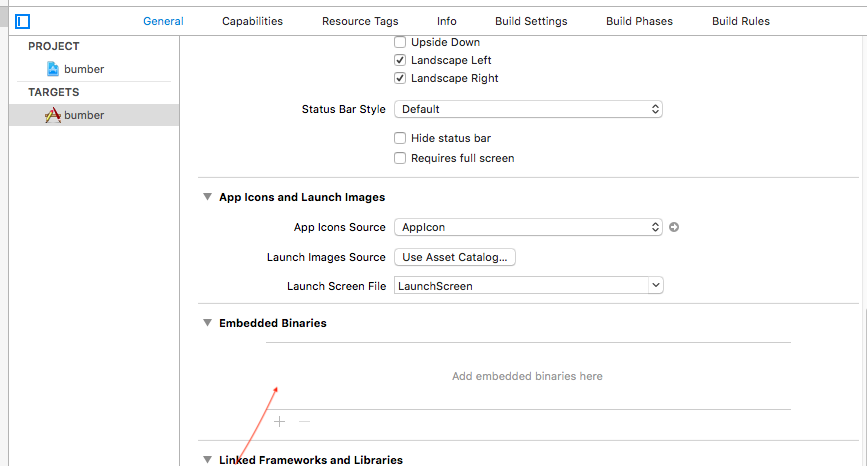 General Capabilities Resource Tags Info Build Settings Build Phases Build Rules
PROJECT
bumber
TARGETS
bumber
Upside Down
Landscape Left
Landscape Right
Status Bar Style Default
Hide status bar
Requires full screen
App Icons and Launch Images
App Icons Source AppIcon
Launch Images Source Use Asset Catalog...
Launch Screen File LaunchScreen
Embedded Binaries
Add embedded binaries here
Linked Frameworks and Libraries